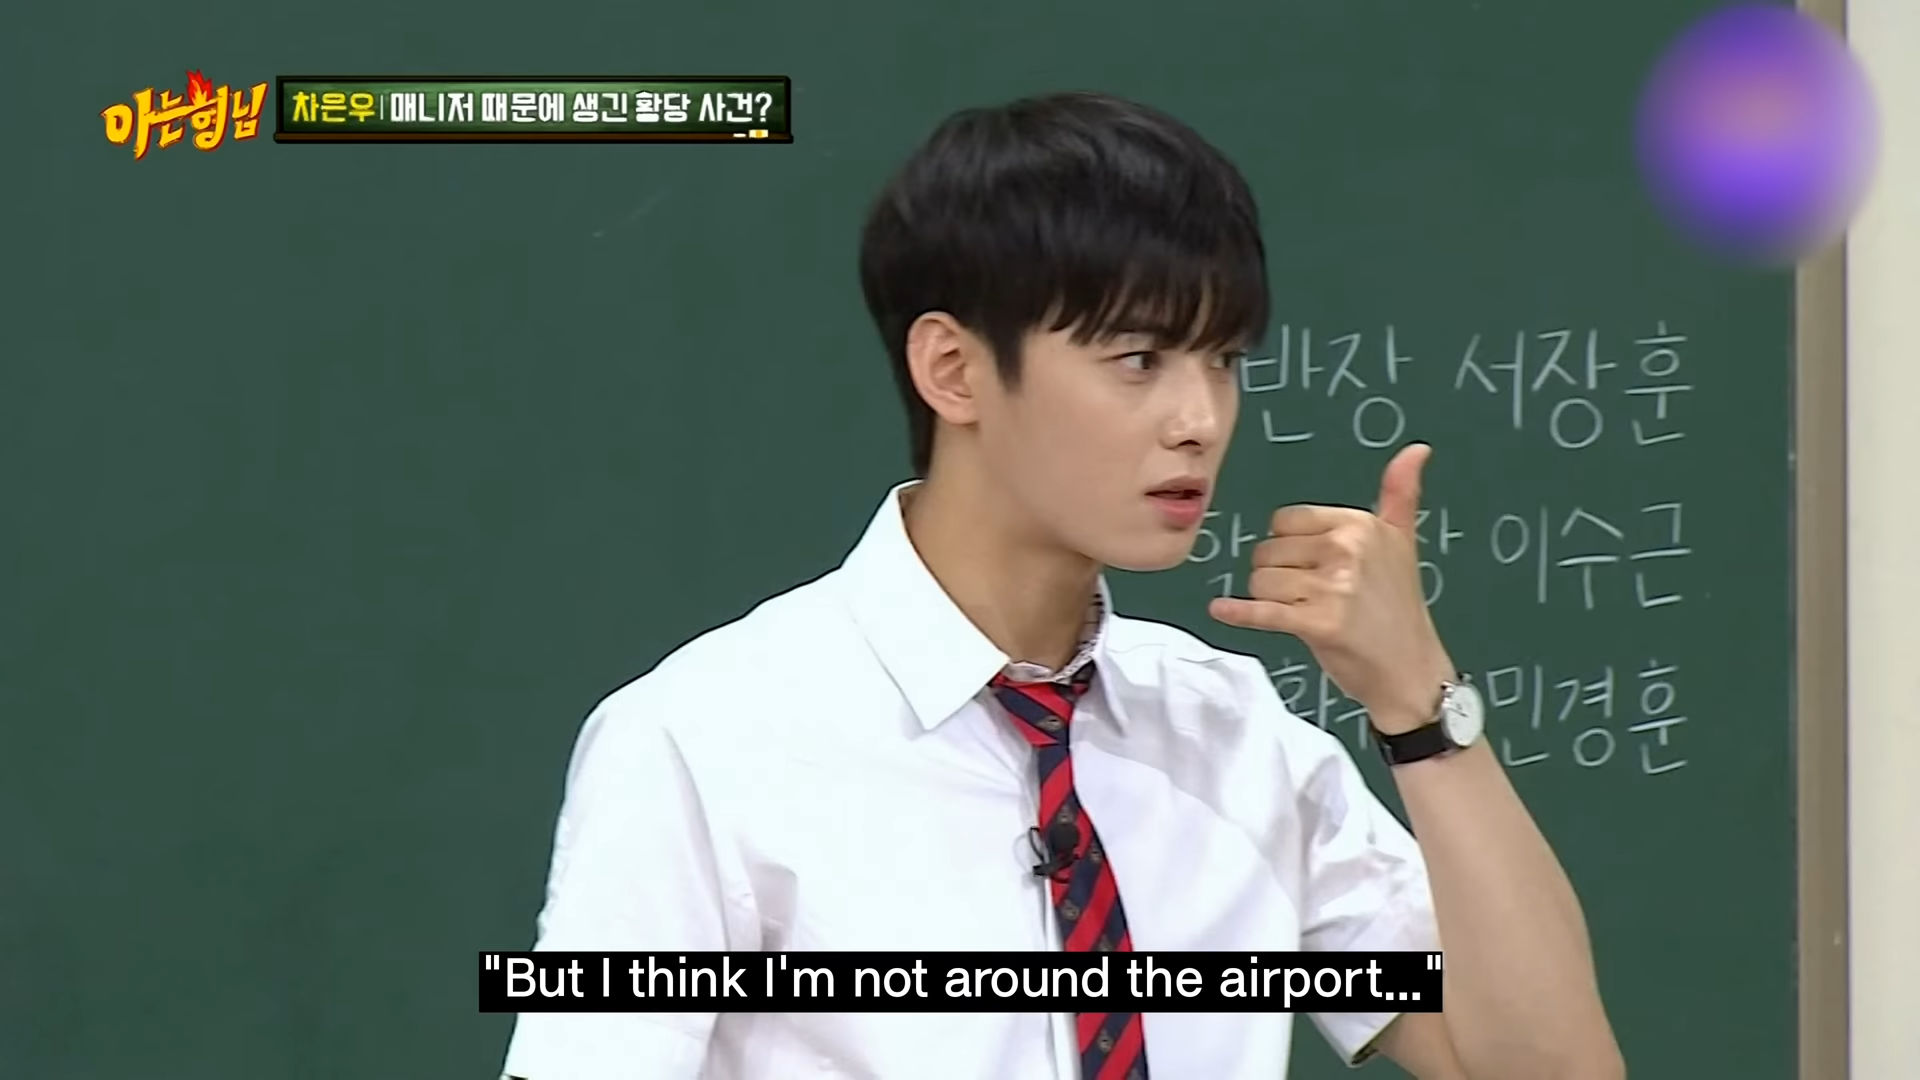 아는형님
차은우 | 매니저 때문에 생긴 황당 사건?
반장 서장훈
이수근
민경훈
"But I think I'm not around the airport..."